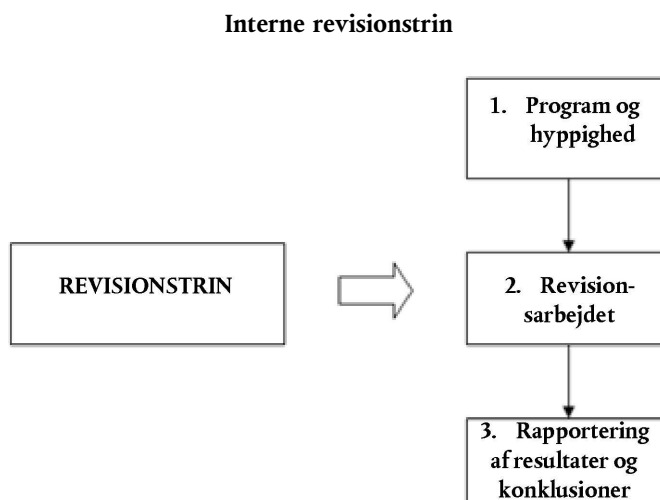 Interne revisionstrin
1. Program og
hyppighed
REVISIONSTRIN
2. Revision-
sarbejdet
3. Rapportering
af resultater og
konklusioner